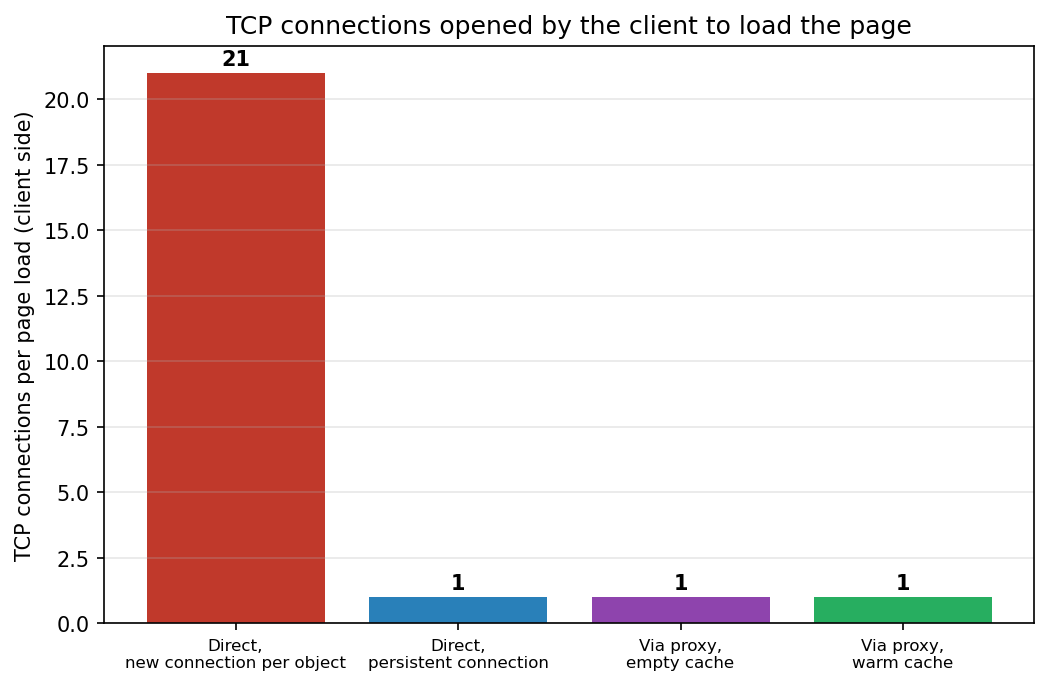 TCP connections opened by the client to load the page
TCP connections per page load (client side)
20.0
17.5
15.0
12.5
10.0
7.5
5.0
2.5
0.0
21
1
1
1
Direct,
new connection per object
Direct,
persistent connection
Via proxy,
empty cache
Via proxy,
warm cache